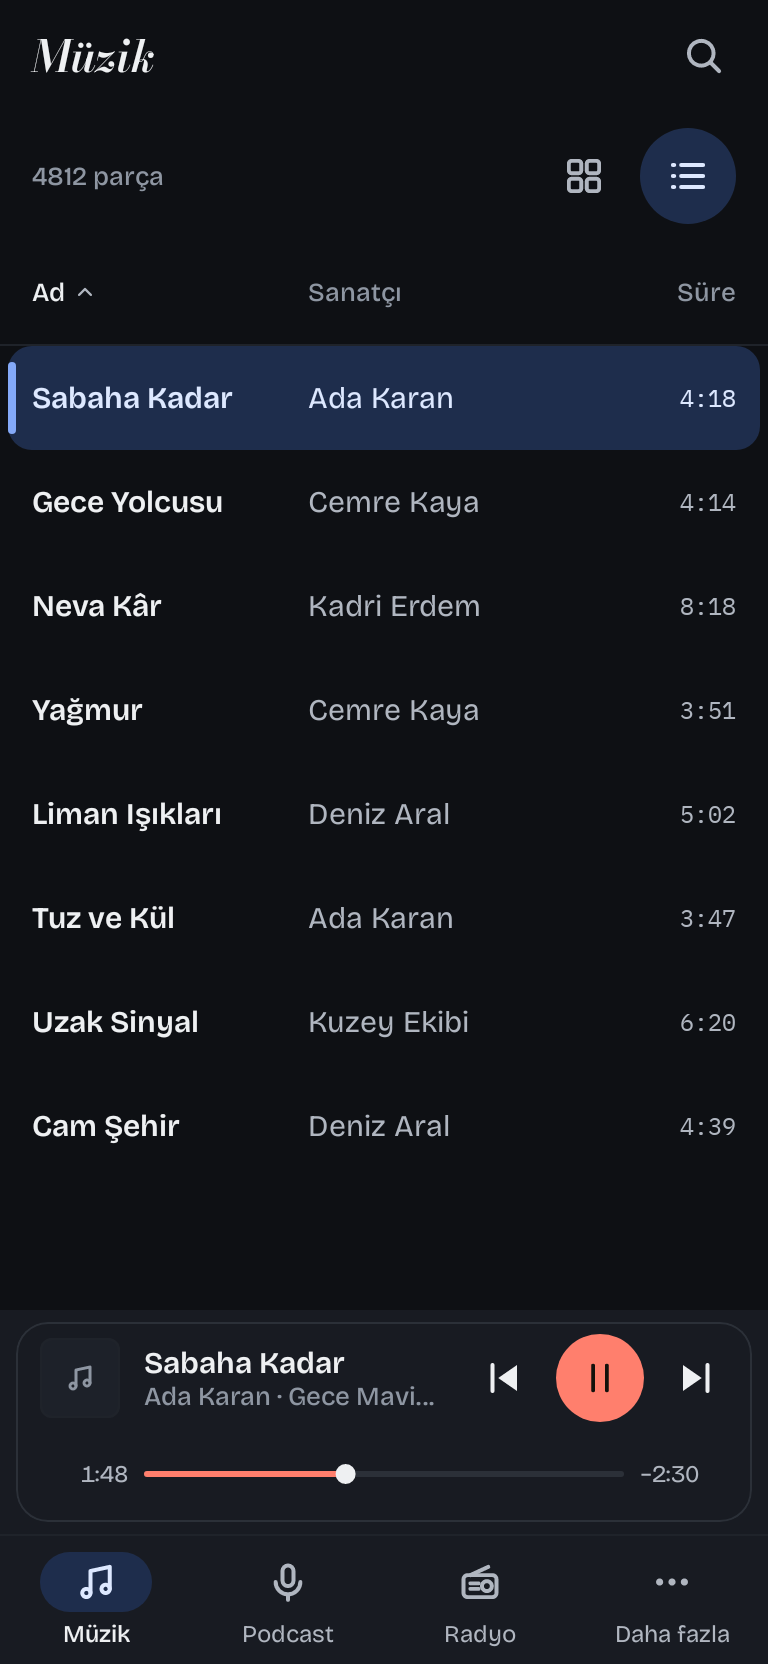 Müzik
4812 parça
Ad Sanatçı Süre
Sabaha Kadar Ada Karan 4:18
Gece Yolcusu Cemre Kaya 4:14
Neva Kâr Kadri Erdem 8:18
Yağmur Cemre Kaya 3:51
Liman Işıkları Deniz Aral 5:02
Tuz ve Kül Ada Karan 3:47
Uzak Sinyal Kuzey Ekibi 6:20
Cam Şehir Deniz Aral 4:39
Sabaha Kadar
Ada Karan · Gece Mavi...
1:48 −2:30
Müzik Podcast Radyo Daha fazla